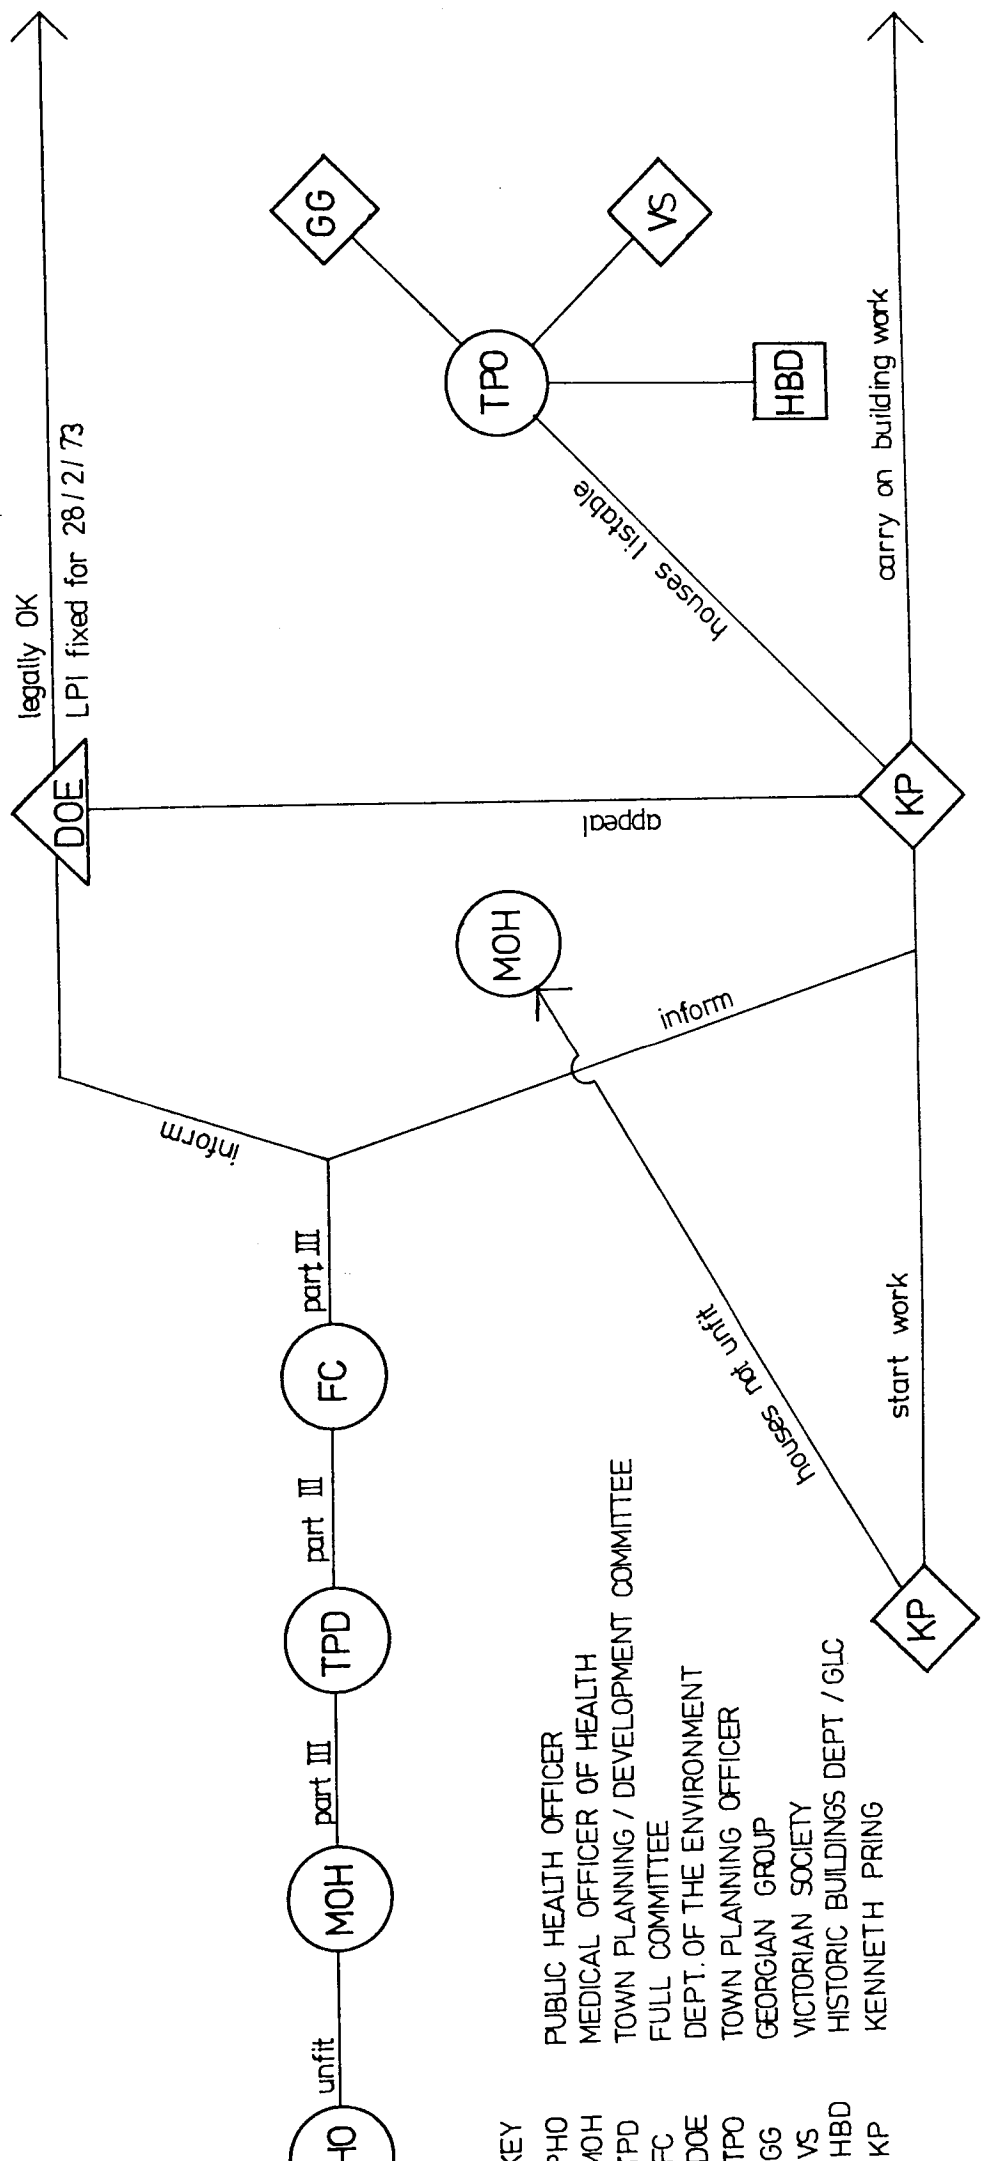 legally OK
DOE
LPI fixed for 28/2/73
inform
HO
unfit
MOH
part III
TPD
part III
FC
part III
inform
MOH
appeal
GG
TPO
VS
HBD
houses listable
houses not unfit
KP
start work
KP
carry on building work
KEY
PHO PUBLIC HEALTH OFFICER
MOH MEDICAL OFFICER OF HEALTH
TPD TOWN PLANNING / DEVELOPMENT COMMITTEE
FC FULL COMMITTEE
DOE DEPT. OF THE ENVIRONMENT
TPO TOWN PLANNING OFFICER
GG GEORGIAN GROUP
VS VICTORIAN SOCIETY
HBD HISTORIC BUILDINGS DEPT / GLC
KP KENNETH PRING